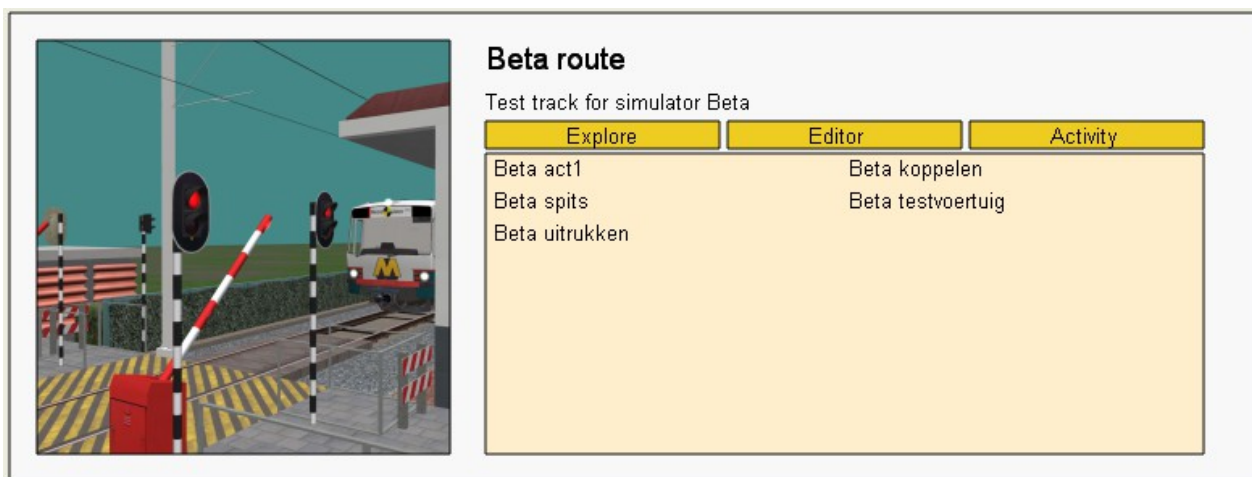 Beta route
Test track for simulator Beta
Explore Editor Activity
Beta act1 Beta koppelen
Beta spits Beta testvoertuig
Beta uitrukken
M